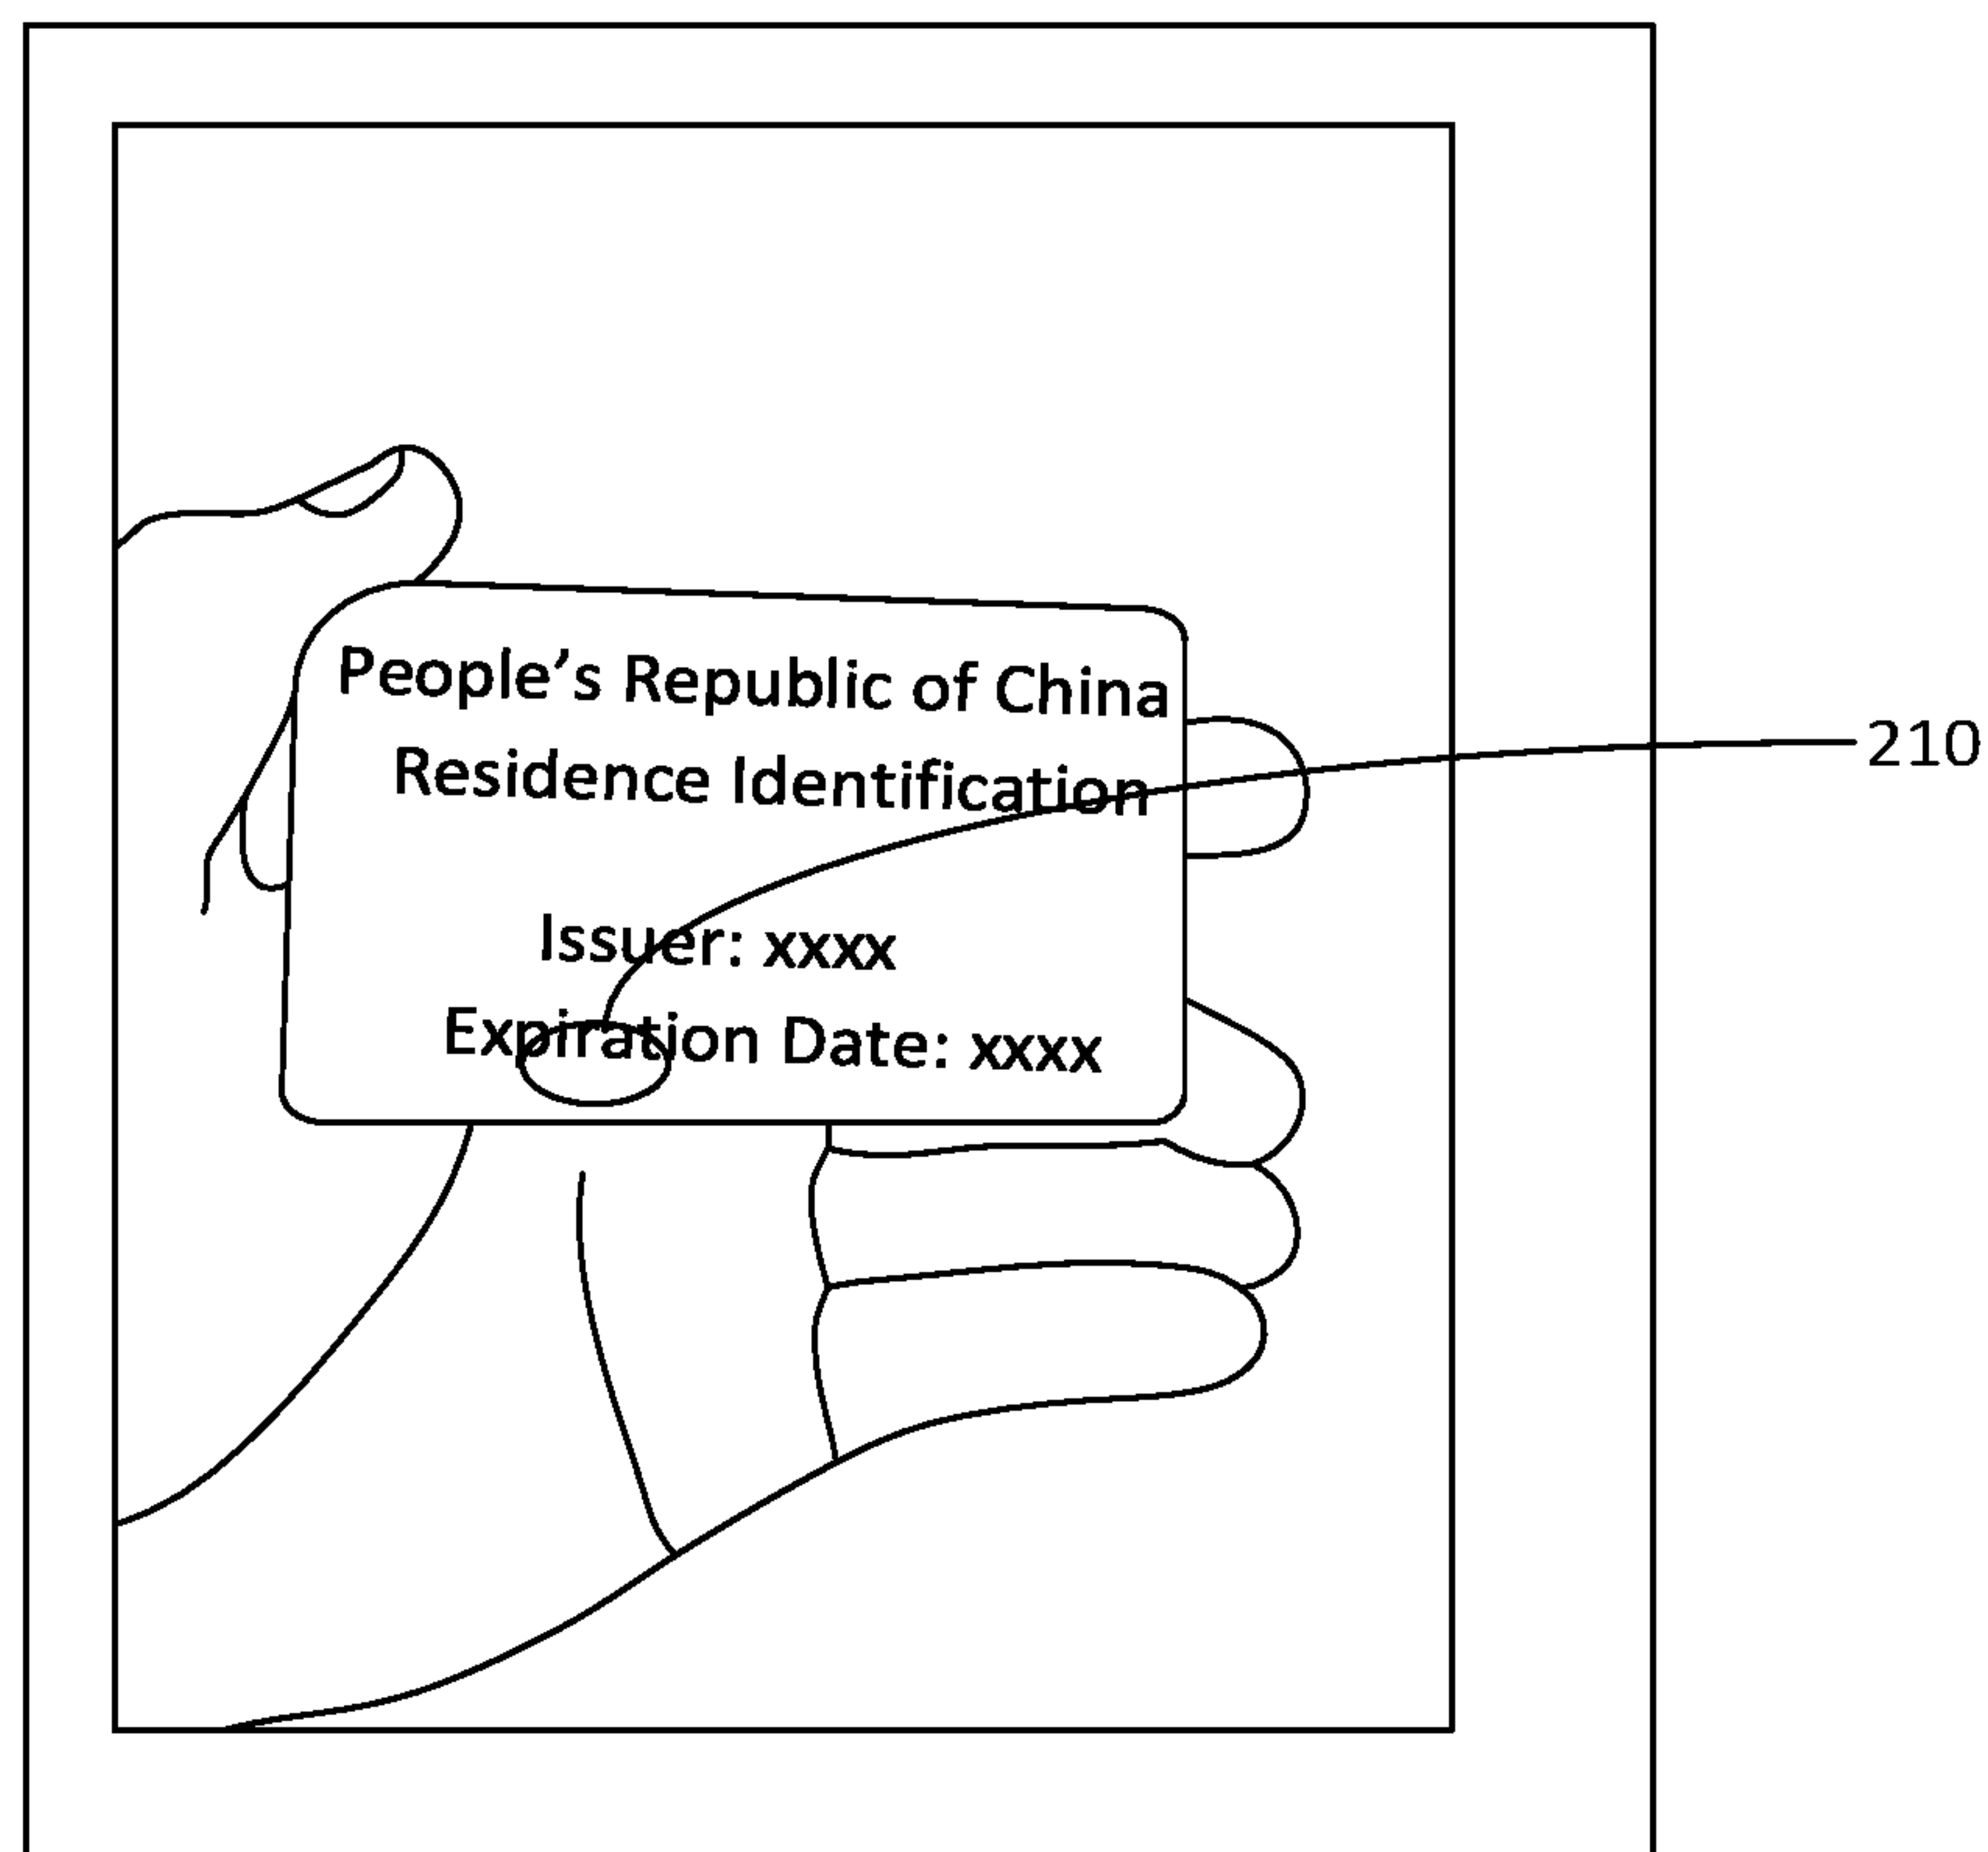 People’s Republic of China
Residence Identification
210
Issuer: xxxx
Expiration Date: xxxx